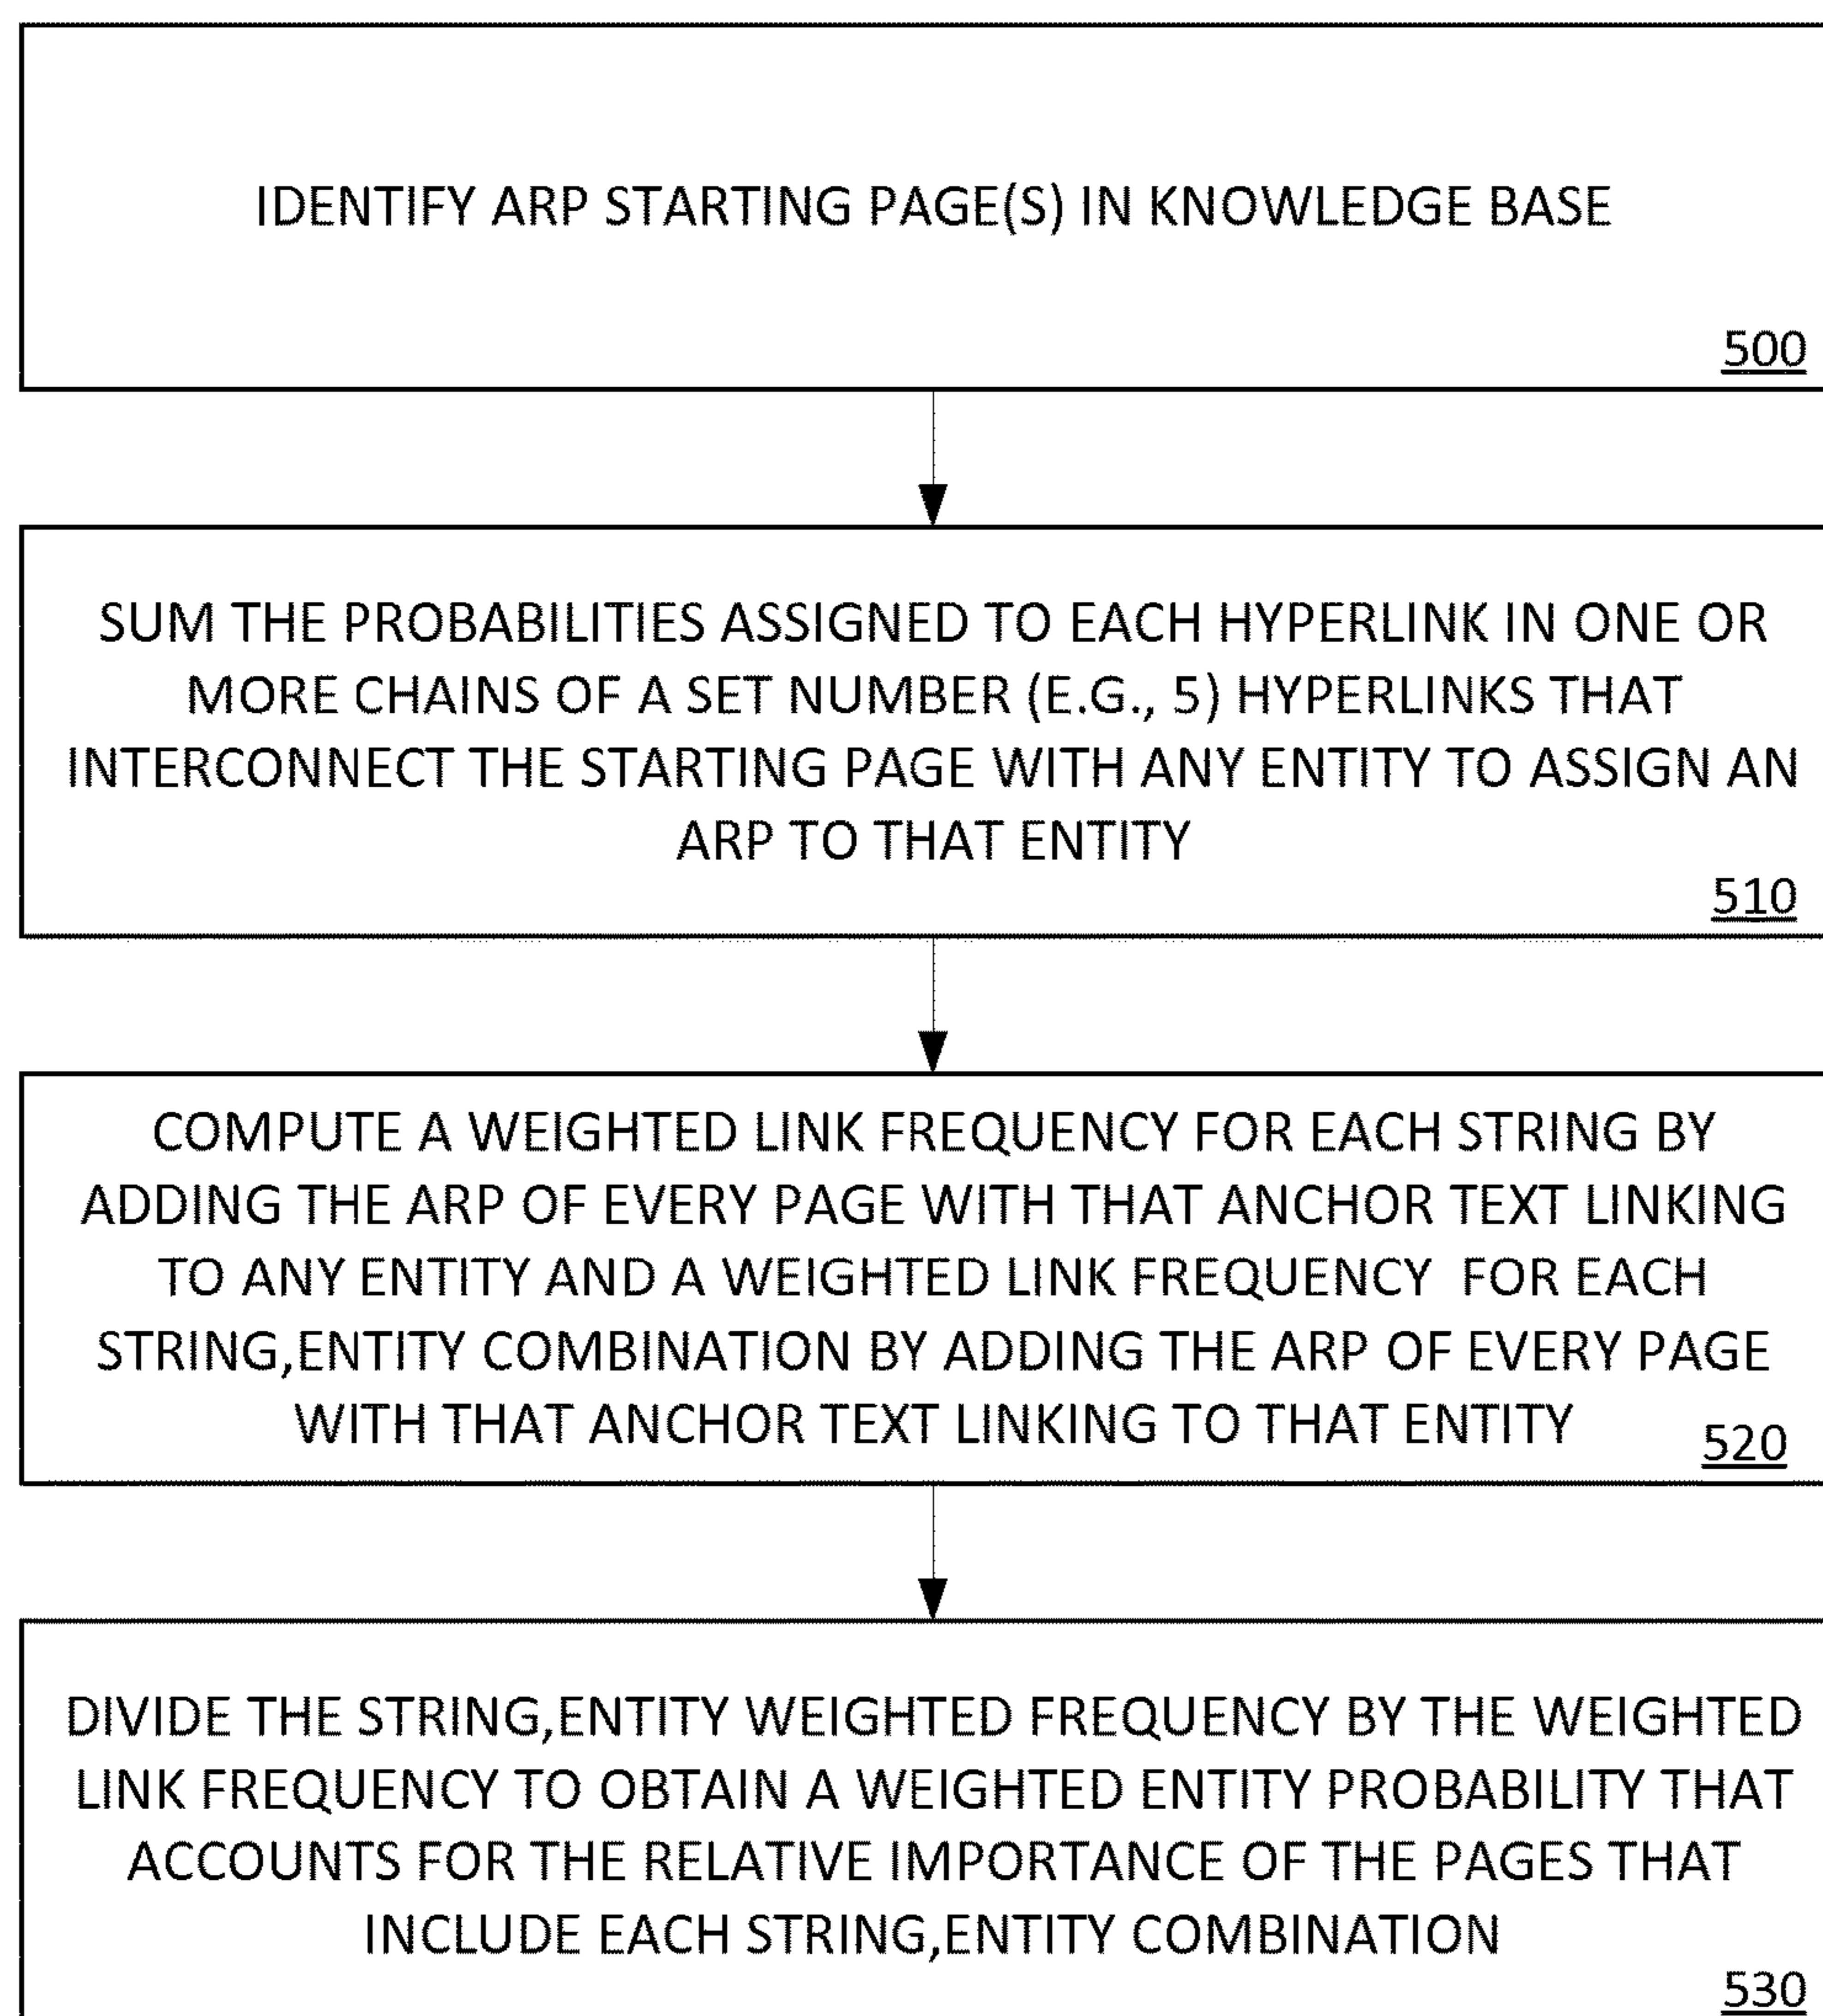 IDENTIFY ARP STARTING PAGE(S) IN KNOWLEDGE BASE
500
SUM THE PROBABILITIES ASSIGNED TO EACH HYPERLINK IN ONE OR
MORE CHAINS OF A SET NUMBER (E.G., 5) HYPERLINKS THAT
INTERCONNECT THE STARTING PAGE WITH ANY ENTITY TO ASSIGN AN
ARP TO THAT ENTITY
510
COMPUTE A WEIGHTED LINK FREQUENCY FOR EACH STRING BY
ADDING THE ARP OF EVERY PAGE WITH THAT ANCHOR TEXT LINKING
TO ANY ENTITY AND A WEIGHTED LINK FREQUENCY FOR EACH
STRING,ENTITY COMBINATION BY ADDING THE ARP OF EVERY PAGE
WITH THAT ANCHOR TEXT LINKING TO THAT ENTITY
520
DIVIDE THE STRING,ENTITY WEIGHTED FREQUENCY BY THE WEIGHTED
LINK FREQUENCY TO OBTAIN A WEIGHTED ENTITY PROBABILITY THAT
ACCOUNTS FOR THE RELATIVE IMPORTANCE OF THE PAGES THAT
INCLUDE EACH STRING,ENTITY COMBINATION
530